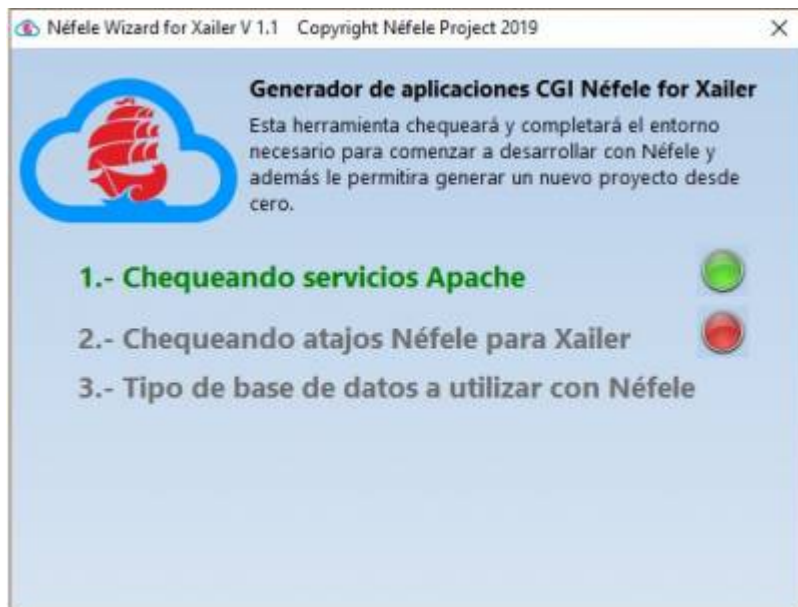 Néfele Wizard for Xailer V 1.1 Copyright Néfele Project 2019
Generador de aplicaciones CGI Néfele for Xailer
Esta herramienta chequeará y completará el entorno
necesario para comenzar a desarrollar con Néfele y
además le permitira generar un nuevo proyecto desde
cero.
1.- Chequeando servicios Apache
2.- Chequeando atajos Néfele para Xailer
3.- Tipo de base de datos a utilizar con Néfele